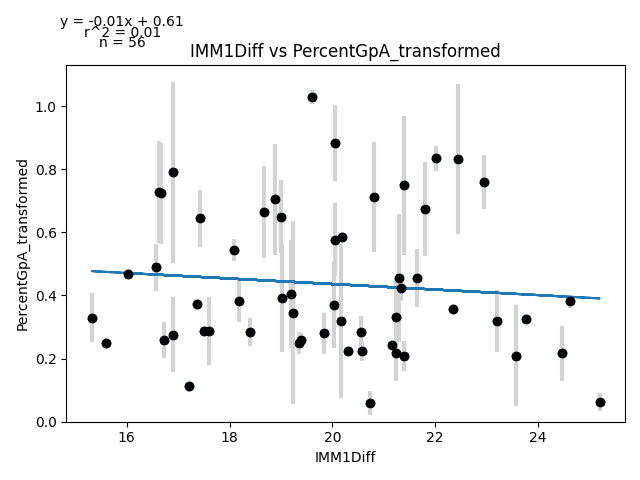 y = -0.01x + 0.61
r^2 = 0.01
n = 56
IMM1Diff vs PercentGpA_transformed
PercentGpA_transformed
1.0
0.8
0.6
0.4
0.2
0.0
16
18
20
22
24
IMM1Diff